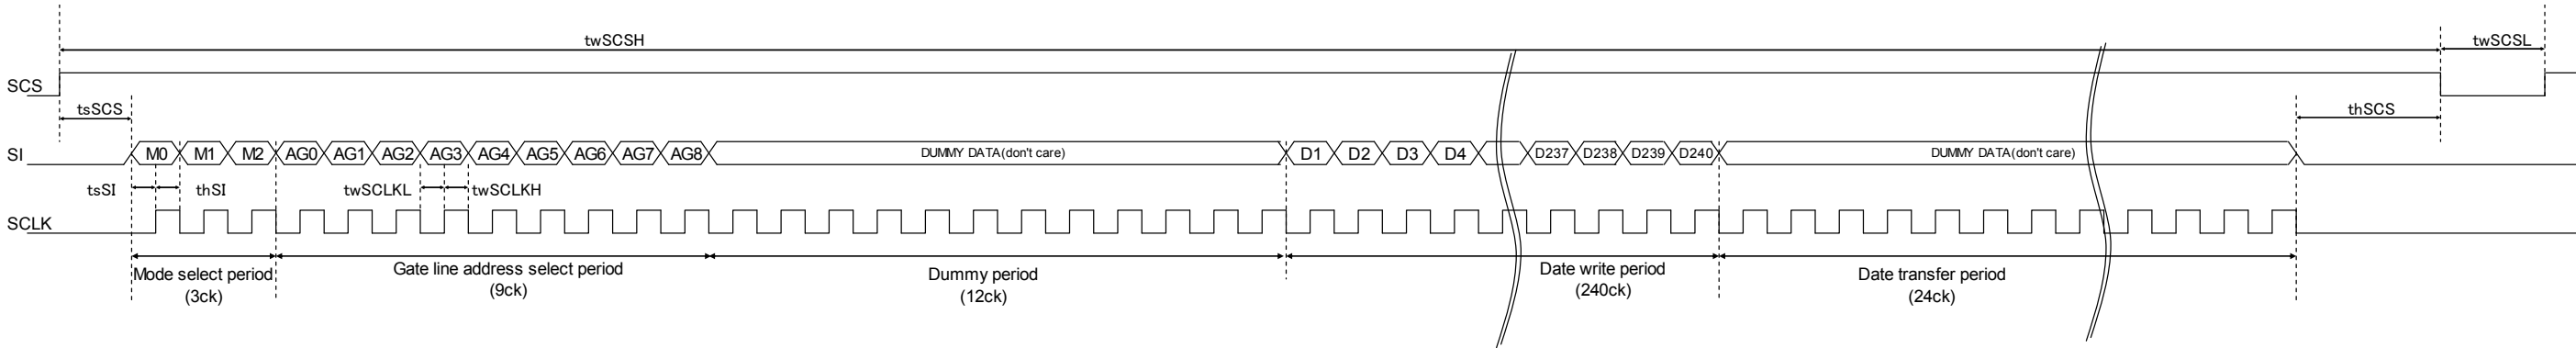 twSCSH
twSCSL
SCS
tsSCS
thSCS
SI
M0 M1 M2 AG0 AG1 AG2 AG3 AG4 AG5 AG6 AG7 AG8 DUMMY DATA(don't care) D1 D2 D3 D4 D237 D238 D239 D240 DUMMY DATA(don't care)
tsSI thSI twSCLKL twSCLKH
SCLK
Mode select period
(3ck)
Gate line address select period
(9ck)
Dummy period
(12ck)
Date write period
(240ck)
Date transfer period
(24ck)